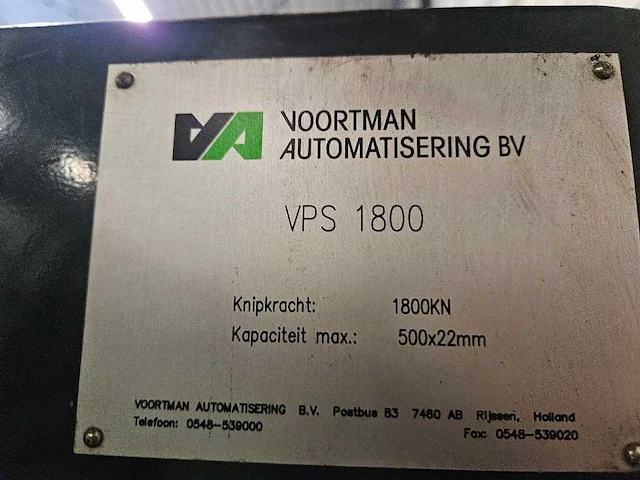 VOORTMAN
AUTOMATISERING BV
VPS 1800
Knipkracht: 1800KN
Kapaciteit max.: 500x22mm
VOORTMAN AUTOMATISERING B.V. Postbus 83 7460 AB Rijssen, Holland
Telefoon: 0548-539000 Fax: 0548-539020